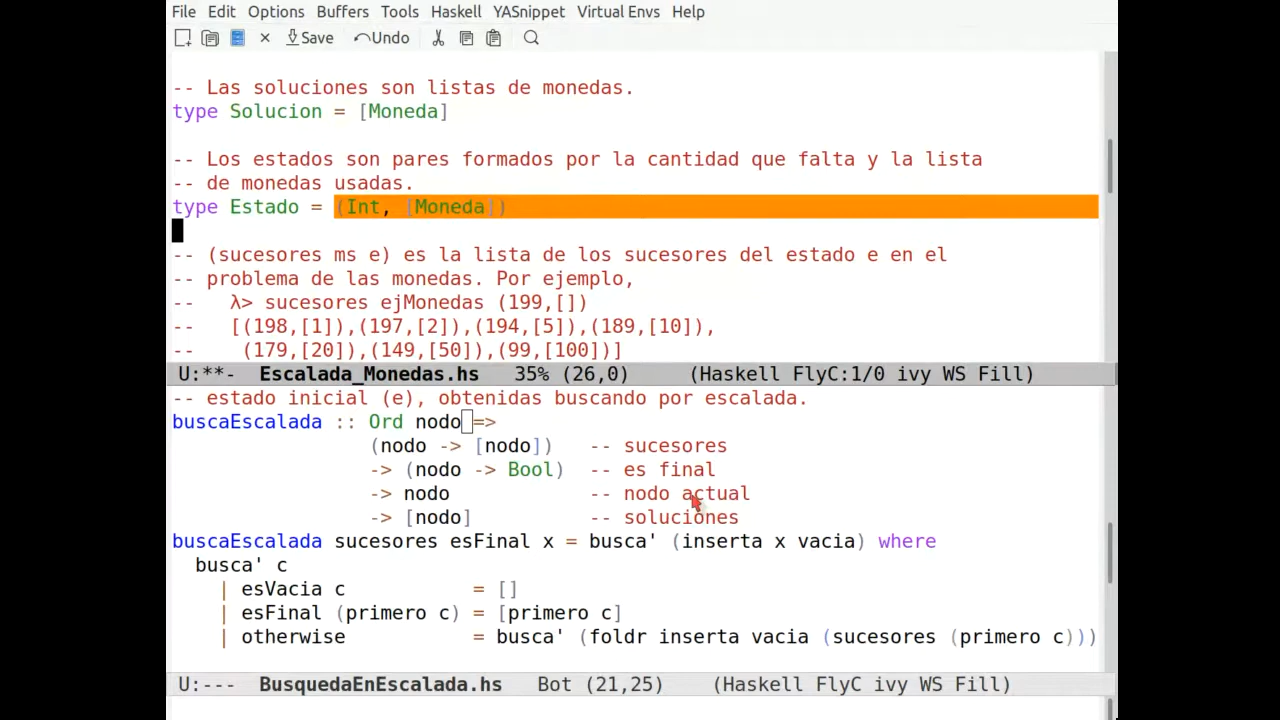 File Edit Options Buffers Tools Haskell YASnippet Virtual Envs Help
Save Undo
-- Las soluciones son listas de monedas.
type Solucion = [Moneda]
-- Los estados son pares formados por la cantidad que falta y la lista
-- de monedas usadas.
type Estado = (Int, [Moneda])
-- (sucesores ms e) es la lista de los sucesores del estado e en el
-- problema de las monedas. Por ejemplo,
--   λ> sucesores ejMonedas (199,[])
--   [(198,[1]),(197,[2]),(194,[5]),(189,[10]),
--    (179,[20]),(149,[50]),(99,[100])]
U:**-  Escalada_Monedas.hs   35% (26,0)     (Haskell FlyC:1/0 ivy WS Fill)
-- estado inicial (e), obtenidas buscando por escalada.
buscaEscalada :: Ord nodo =>
                 (nodo -> [nodo])   -- sucesores
                 -> (nodo -> Bool)  -- es final
                 -> nodo            -- nodo actual
                 -> [nodo]          -- soluciones
buscaEscalada sucesores esFinal x = busca' (inserta x vacia) where
  busca' c
    | esVacia c           = []
    | esFinal (primero c) = [primero c]
    | otherwise           = busca' (foldr inserta vacia (sucesores (primero c)))
U:---  BusquedaEnEscalada.hs   Bot (21,25)    (Haskell FlyC ivy WS Fill)